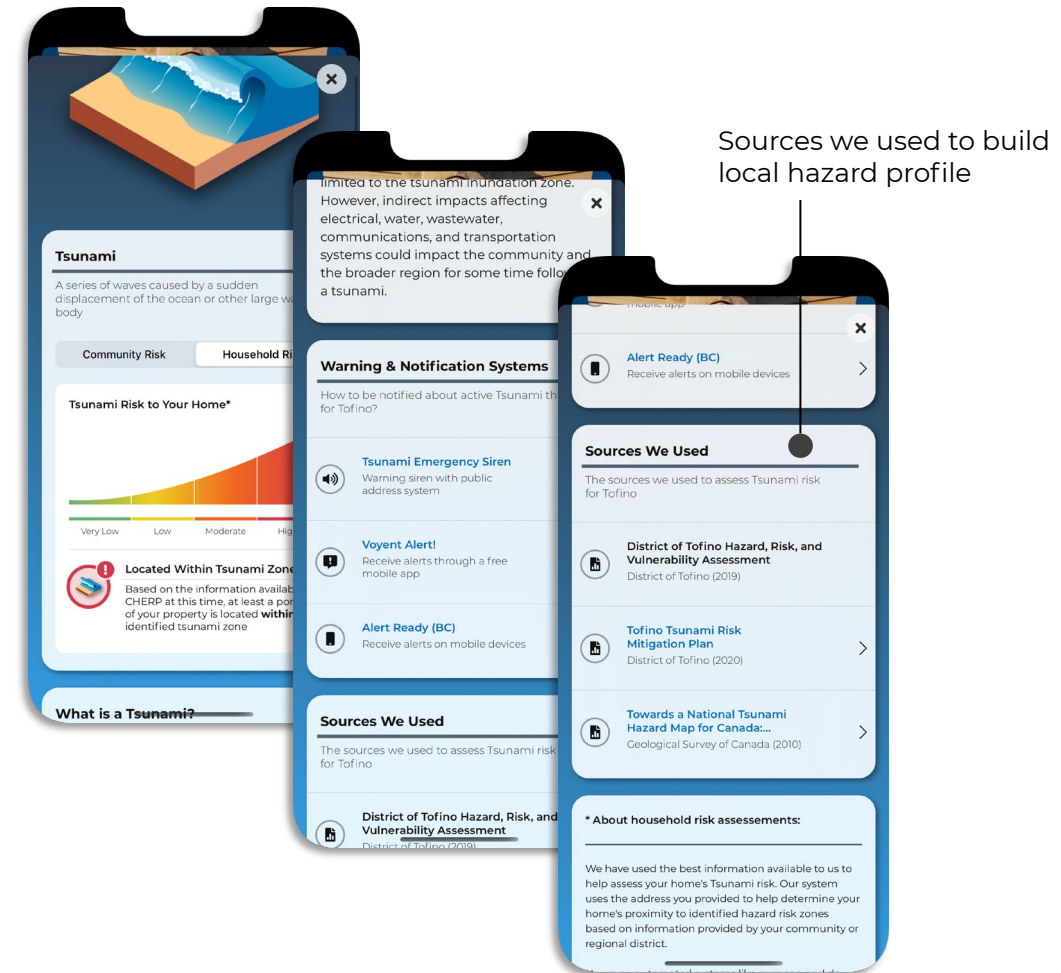 Sources we used to build
local hazard profile
Tsunami
A series of waves caused by a sudden
displacement of the ocean or other large
body
Community Risk
Household
Tsunami Risk to Your Home*
Very Low
Low
Moderate
Located Within Tsunami Zone
Based on the information
CHERP at this time, at least a
of your property is located within
identified tsunami zone
What is a Tsunami?
limited to the tsunami inundation zone.
However, indirect impacts affecting
electrical, water, wastewater,
communications, and transportation
systems could impact the community and
the broader region for some time
a tsunami.
Warning & Notification Systems
How to be notified about active Tsunami
for Tofino?
Tsunami Emergency Siren
Warning siren with public
address system
Voyent Alert!
Receive alerts through a free
mobile app
Alert Ready (BC)
Receive alerts on mobile devices
Sources We Used
The sources we used to assess Tsunami risk
for Tofino
District of Tofino Hazard, Risk, and
Vulnerability Assessment
District of Tofino (2019)
mobile app
Alert Ready (BC)
Receive alerts on mobile devices
Sources We Used
The sources we used to assess Tsunami risk
for Tofino
District of Tofino Hazard, Risk, and
Vulnerability Assessment
District of Tofino (2019)
Tofino Tsunami Risk
Mitigation Plan
District of Tofino (2020)
Towards a National Tsunami
Hazard Map for Canada:...
Geological Survey of Canada (2010)
* About household risk assessements:
We have used the best information available to us to
help assess your home's Tsunami risk. Our system
uses the address you provided to help determine your
home's proximity to identified hazard risk zones
based on information provided by your community or
regional district.